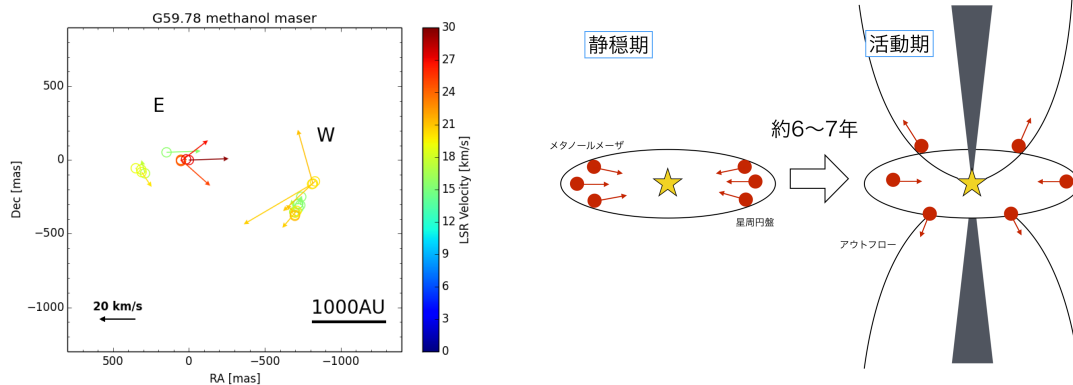 G59.78 methanol maser
E
W
500
0
−500
−1000
Dec [mas]
500
0
−500
−1000
RA [mas]
20 km/s
1000AU
30
27
24
21
18
15
12
9
6
3
0
LSR Velocity [km/s]
静穏期
メタノールメーザ
星周円盤
約6〜7年
活動期
アウトフロー